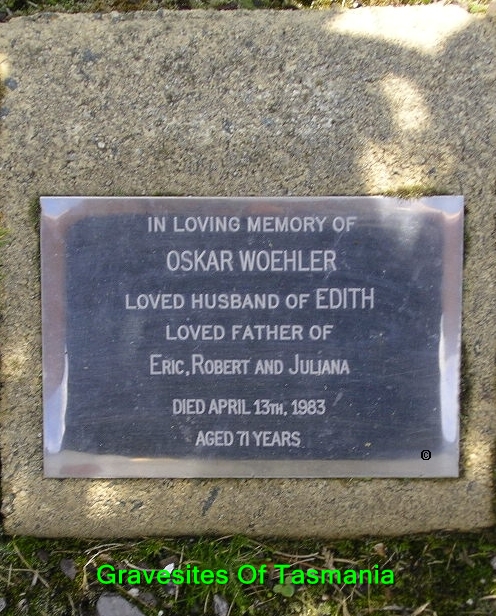 IN LOVING MEMORY OF
OSKAR WOEHLER
LOVED HUSBAND OF EDITH
LOVED FATHER OF
ERIC, ROBERT AND JULIANA
DIED APRIL 13TH, 1983
AGED 71 YEARS
©
Gravesites Of Tasmania